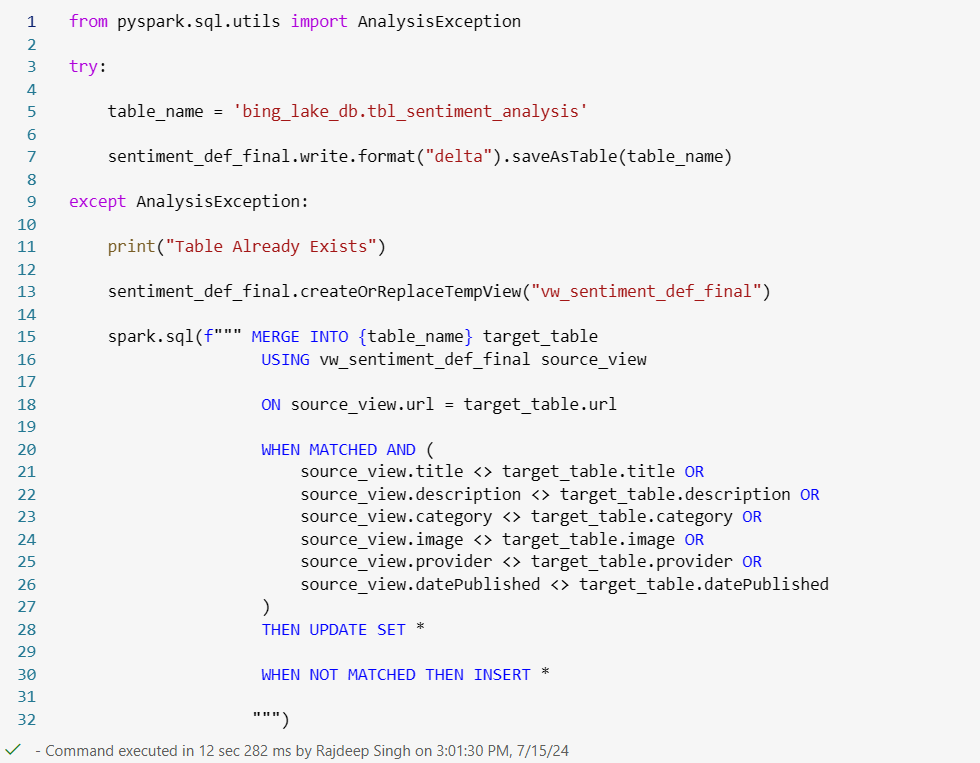 1 from pyspark.sql.utils import AnalysisException
2
3 try:
4
5     table_name = 'bing_lake_db.tbl_sentiment_analysis'
6
7     sentiment_def_final.write.format("delta").saveAsTable(table_name)
8
9 except AnalysisException:
10
11     print("Table Already Exists")
12
13     sentiment_def_final.createOrReplaceTempView("vw_sentiment_def_final")
14
15     spark.sql(f""" MERGE INTO {table_name} target_table
16                     USING vw_sentiment_def_final source_view
17
18                     ON source_view.url = target_table.url
19
20                     WHEN MATCHED AND (
21                         source_view.title <> target_table.title OR
22                         source_view.description <> target_table.description OR
23                         source_view.category <> target_table.category OR
24                         source_view.image <> target_table.image OR
25                         source_view.provider <> target_table.provider OR
26                         source_view.datePublished <> target_table.datePublished
27                     )
28                     THEN UPDATE SET *
29
30                     WHEN NOT MATCHED THEN INSERT *
31
32                    """)
- Command executed in 12 sec 282 ms by Rajdeep Singh on 3:01:30 PM, 7/15/24